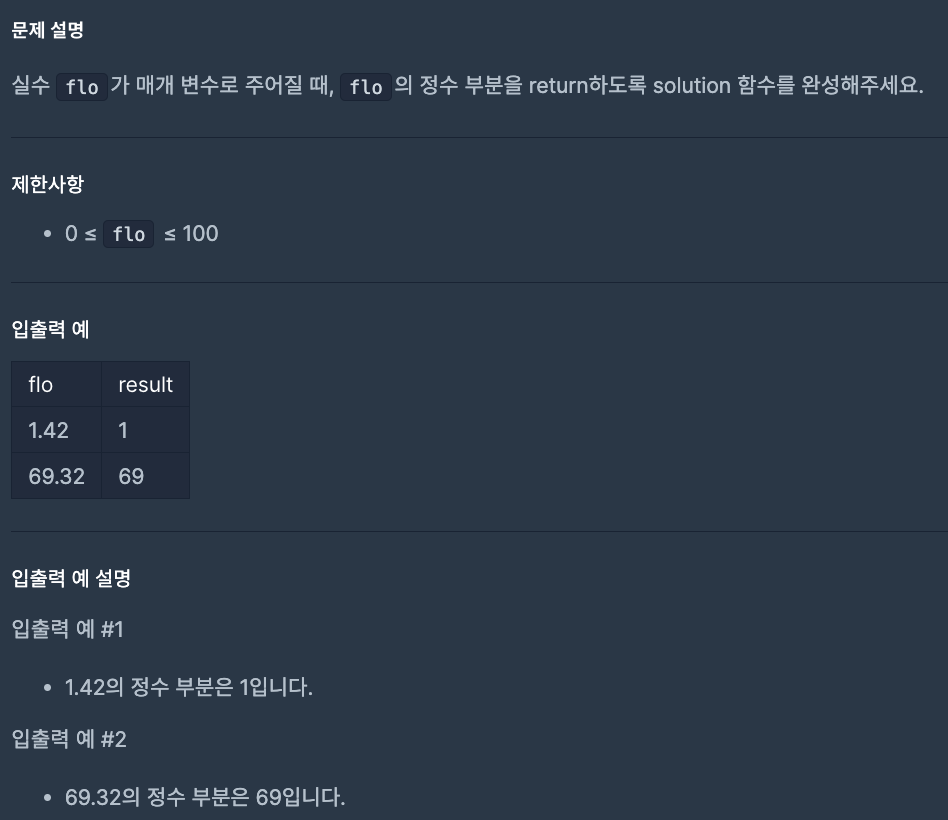 문제 설명
실수 flo 가 매개 변수로 주어질 때, flo 의 정수 부분을 return하도록 solution 함수를 완성해주세요.
제한사항
• 0 ≤ flo ≤ 100
입출력 예
flo result
1.42 1
69.32 69
입출력 예 설명
입출력 예 #1
• 1.42의 정수 부분은 1입니다.
입출력 예 #2
• 69.32의 정수 부분은 69입니다.